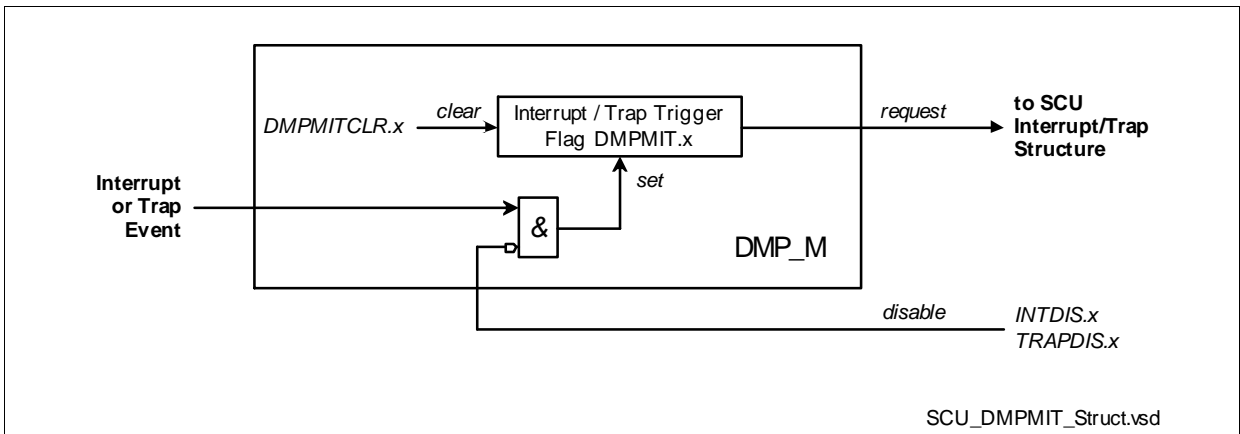 DMPMITCLR.x
clear
Interrupt / Trap Trigger
Flag DMPMIT.x
request
to SCU
Interrupt/Trap
Structure
set
Interrupt
or Trap
Event
&
DMP_M
disable
INTDIS.x
TRAPDIS.x
SCU_DMPMIT_Struct.vsd